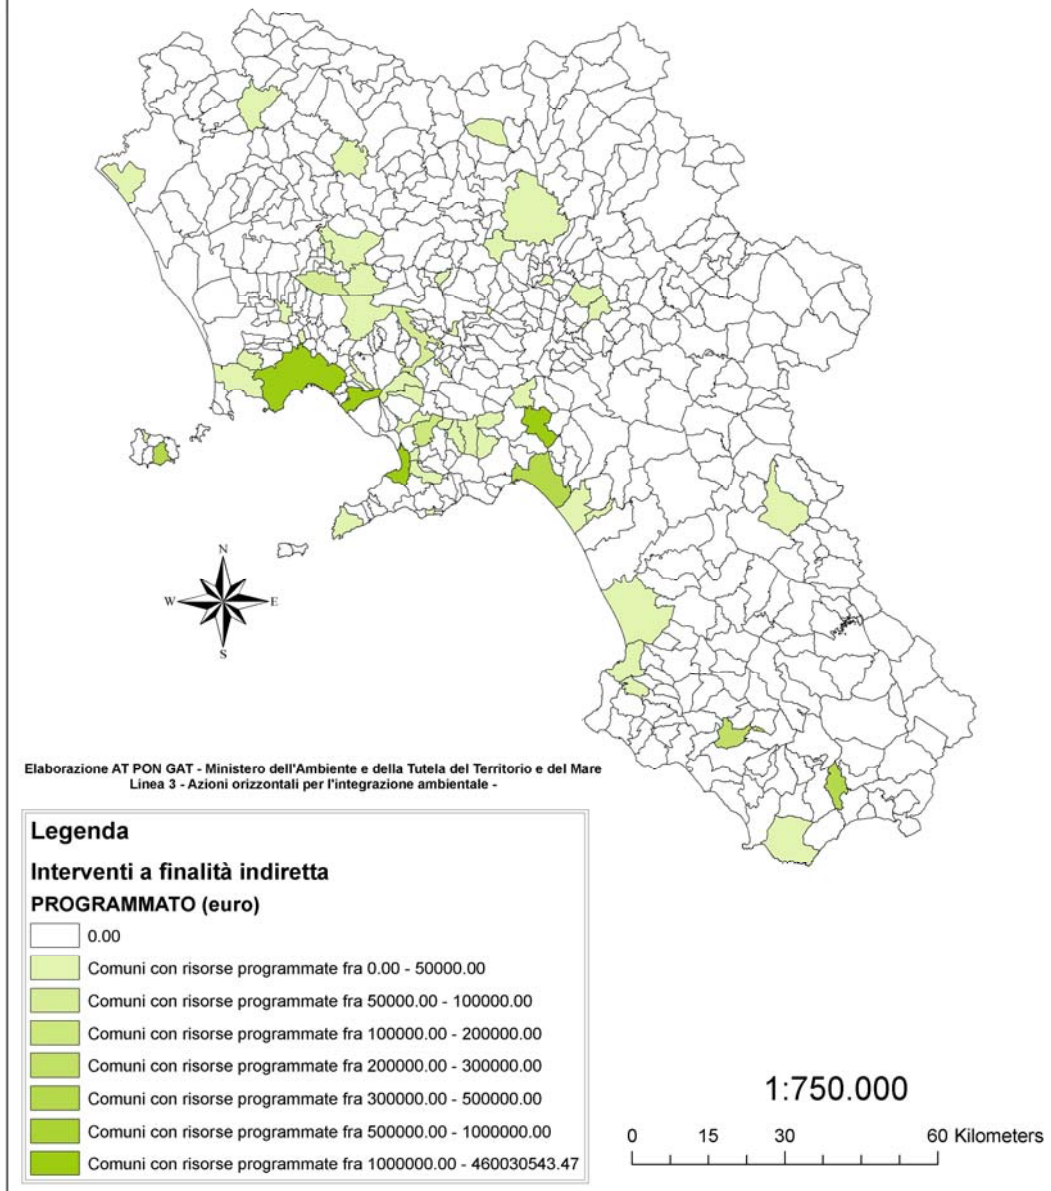 N
W E
S
Elaborazione AT PON GAT - Ministero dell'Ambiente e della Tutela del Territorio e del Mare
Linea 3 - Azioni orizzontali per l'integrazione ambientale -
Legenda
Interventi a finalità indiretta
PROGRAMMATO (euro)
0.00
Comuni con risorse programmate fra 0.00 - 50000.00
Comuni con risorse programmate fra 50000.00 - 100000.00
Comuni con risorse programmate fra 100000.00 - 200000.00
Comuni con risorse programmate fra 200000.00 - 300000.00
Comuni con risorse programmate fra 300000.00 - 500000.00
Comuni con risorse programmate fra 500000.00 - 1000000.00
Comuni con risorse programmate fra 1000000.00 - 460030543.47
1:750.000
0 15 30 60 Kilometers